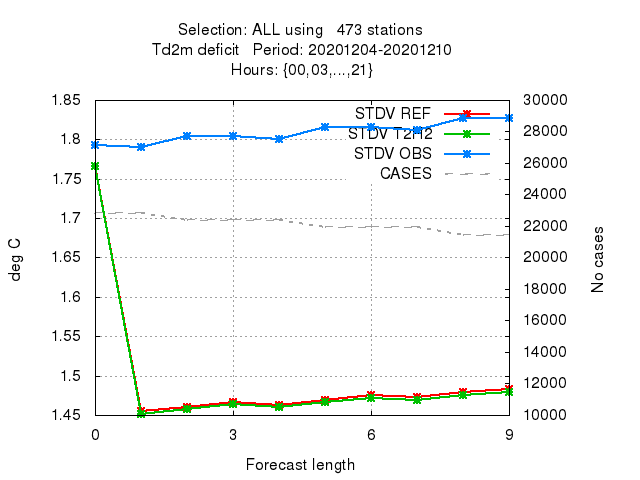 Selection: ALL using   473 stations
Td2m deficit   Period: 20201204-20201210
Hours: {00,03,...,21}
STDV REF
STDV T2H2
STDV OBS
CASES
1.85
1.8
1.75
1.7
1.65
1.6
1.55
1.5
1.45
deg C
30000
28000
26000
24000
22000
20000
18000
16000
14000
12000
10000
No cases
0 3 6 9
Forecast length